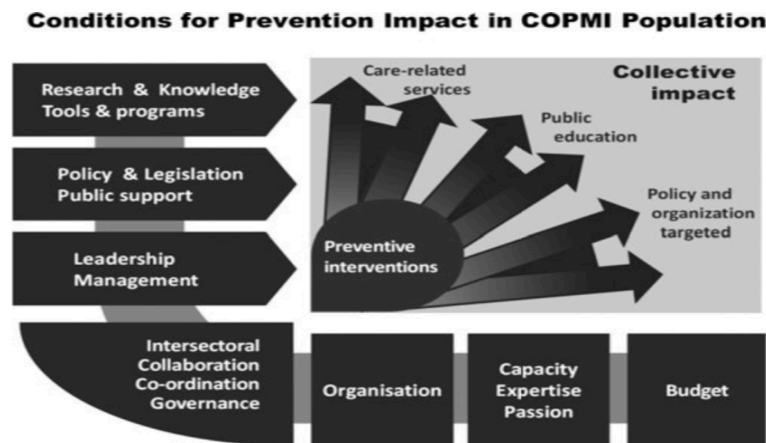 Conditions for Prevention Impact in COPMI Population
Research & Knowledge
Tools & programs
Policy & Legislation
Public support
Leadership
Management
Intersectoral
Collaboration
Co-ordination
Governance
Organisation
Capacity
Expertise
Passion
Budget
Preventive
interventions
Care-related
services
Public
education
Policy and
organization
targeted
Collective
impact